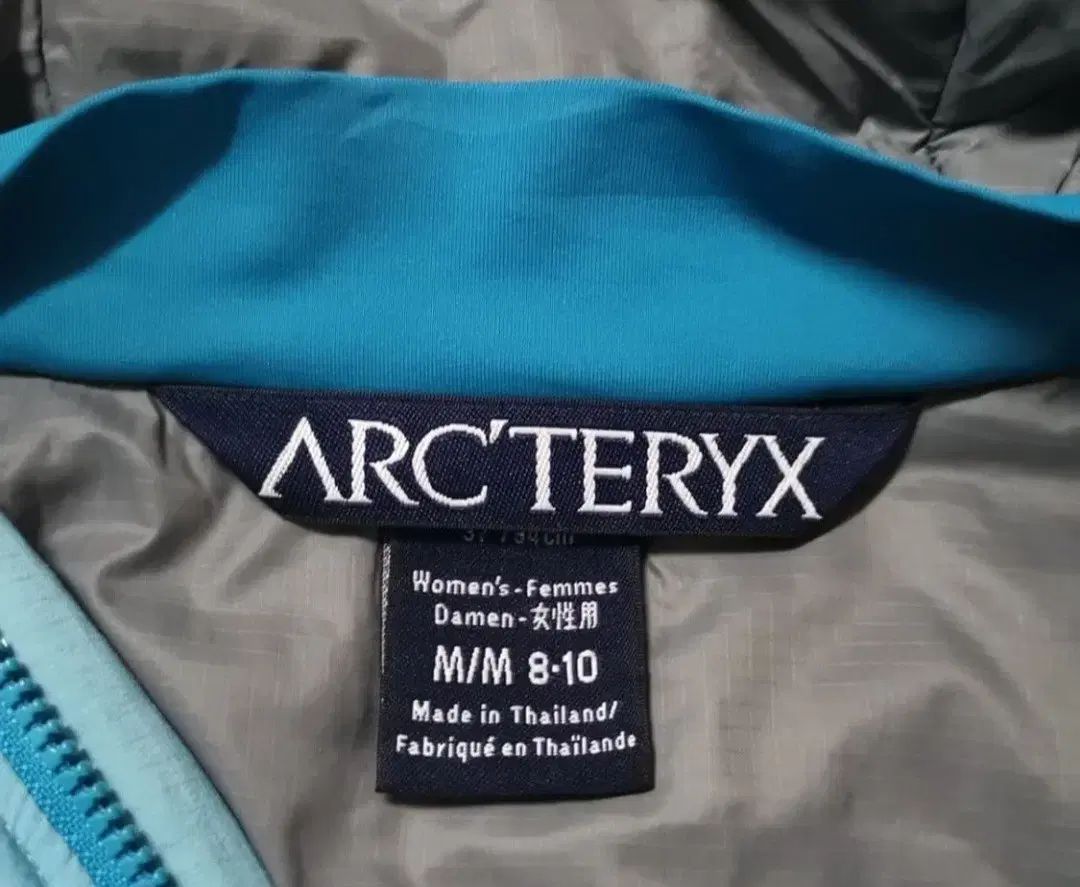 ARC'TERYX
Women's-Femmes
Damen-女性用
M/M 8·10
Made in Thailand/
Fabriqué en Thaïlande